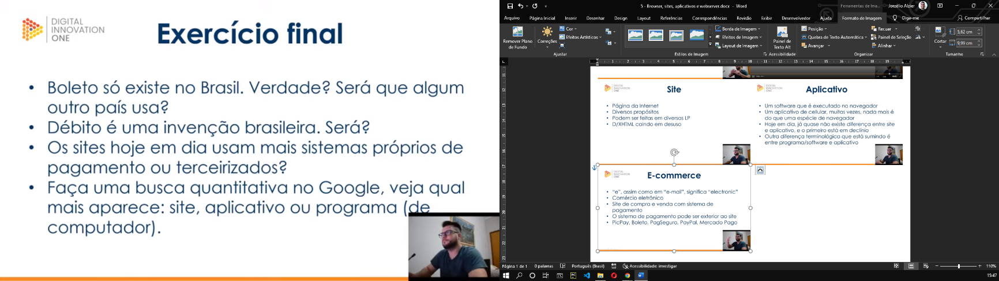 DIGITAL
INNOVATION
ONE
Exercício final
• Boleto só existe no Brasil. Verdade? Será que algum
outro país usa?
• Débito é uma invenção brasileira. Será?
• Os sites hoje em dia usam mais sistemas próprios de
pagamento ou terceirizados?
• Faça uma busca quantitativa no Google, veja qual
mais aparece: site, aplicativo ou programa (de
computador).
5 - Browser, sites, aplicativos e webserver.docx - Word
Ferramentas de Ima...
Jorzélio Alzier
Arquivo Página Inicial Inserir Desenhar Design Layout Referências Correspondências Revisão Exibir Desenvolvedor Ajuda Formato de Imagem Diga-me Compartilhar
Remover Plano
de Fundo
Correções
Cor
Efeitos Artísticos
Ajustar
Estilos de Imagem
Borda de Imagem
Efeitos de Imagem
Layout de Imagem
Painel de
Texto Alt
Acessibilidade
Posição
Quebra de Texto Automática
Avançar
Recuar
Painel de Seleção
Alinhar
Organizar
Cortar
5,62 cm
9,99 cm
Tamanho
DIGITAL
INNOVATION
ONE
Site
• Página da Internet
• Diversos propósitos
• Podem ser feitas em diversas LP
• D/XHTML caindo em desuso
DIGITAL
INNOVATION
ONE
Aplicativo
• Um software que é executado no navegador
• Um aplicativo de cellular, muitas vezes, nada mais é
do que uma espécie de navegador
• Hoje em dia, já quase não existe diferença entre site
e aplicativo, e o primeiro está em declínio
• Outra diferença terminológica que está sumindo é
entre programa/software e aplicativo
DIGITAL
INNOVATION
ONE
E-commerce
• “e”, assim como em “e-mail”, significa “electronic”
• Comércio eletrônico
• Site de compra e venda com sistema de
pagamento
• O sistema de pagamento pode ser exterior ao site
• PicPay, Boleto, PagSeguro, PayPal, Mercado Pago
Página 1 de 1 0 palavras Português (Brasil) Acessibilidade: investigar 110%
15:47